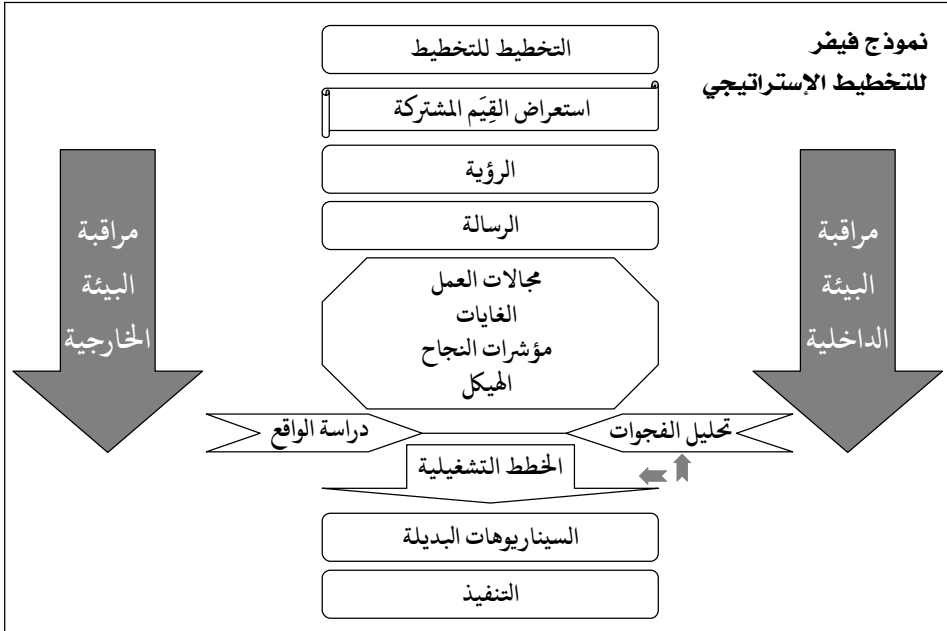 نموذج فيفر
للتخطيط الإستراتيجي
التخطيط للتخطيط
استعراض القِيَم المشتركة
الرؤية
الرسالة
مراقبة
البيئة
الداخلية
مجالات العمل
الغايات
مؤشرات النجاح
الهيكل
مراقبة
البيئة
الخارجية
تحليل الفجوات
دراسة الواقع
الخطط التشغيلية
السيناريوهات البديلة
التنفيذ